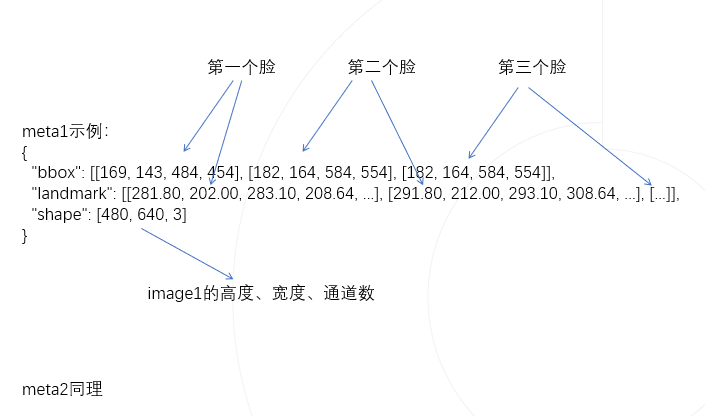 第一个脸 第二个脸 第三个脸
meta1示例：
{
"bbox": [[169, 143, 484, 454], [182, 164, 584, 554], [182, 164, 584, 554]],
"landmark": [[281.80, 202.00, 283.10, 208.64, ...], [291.80, 212.00, 293.10, 308.64, ...], [...]],
"shape": [480, 640, 3]
}
image1的高度、宽度、通道数
meta2同理